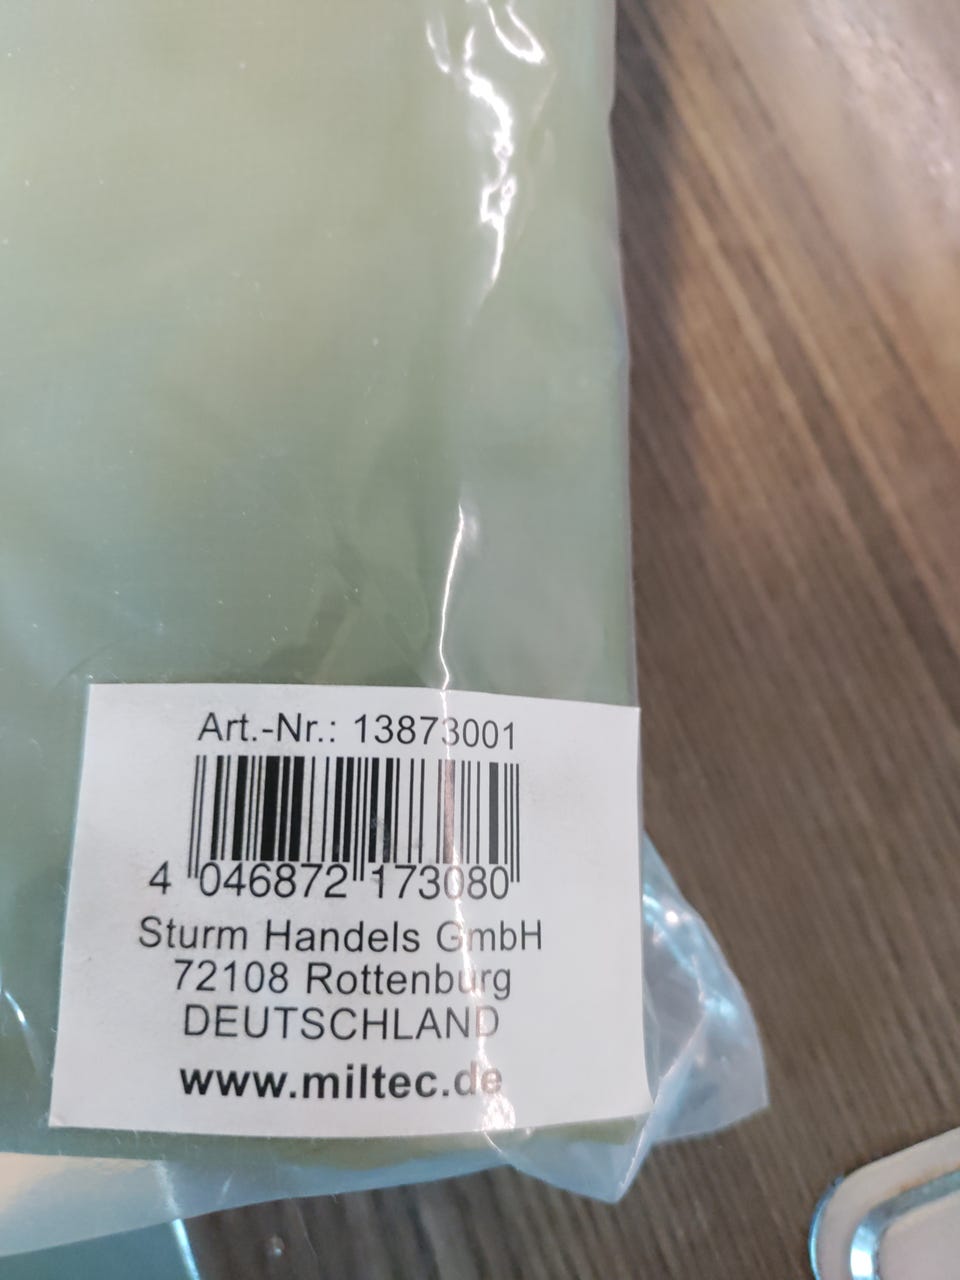 Art.-Nr.: 13873001
4 046872 173080
Sturm Handels GmbH
72108 Rottenburg
DEUTSCHLAND
www.miltec.de